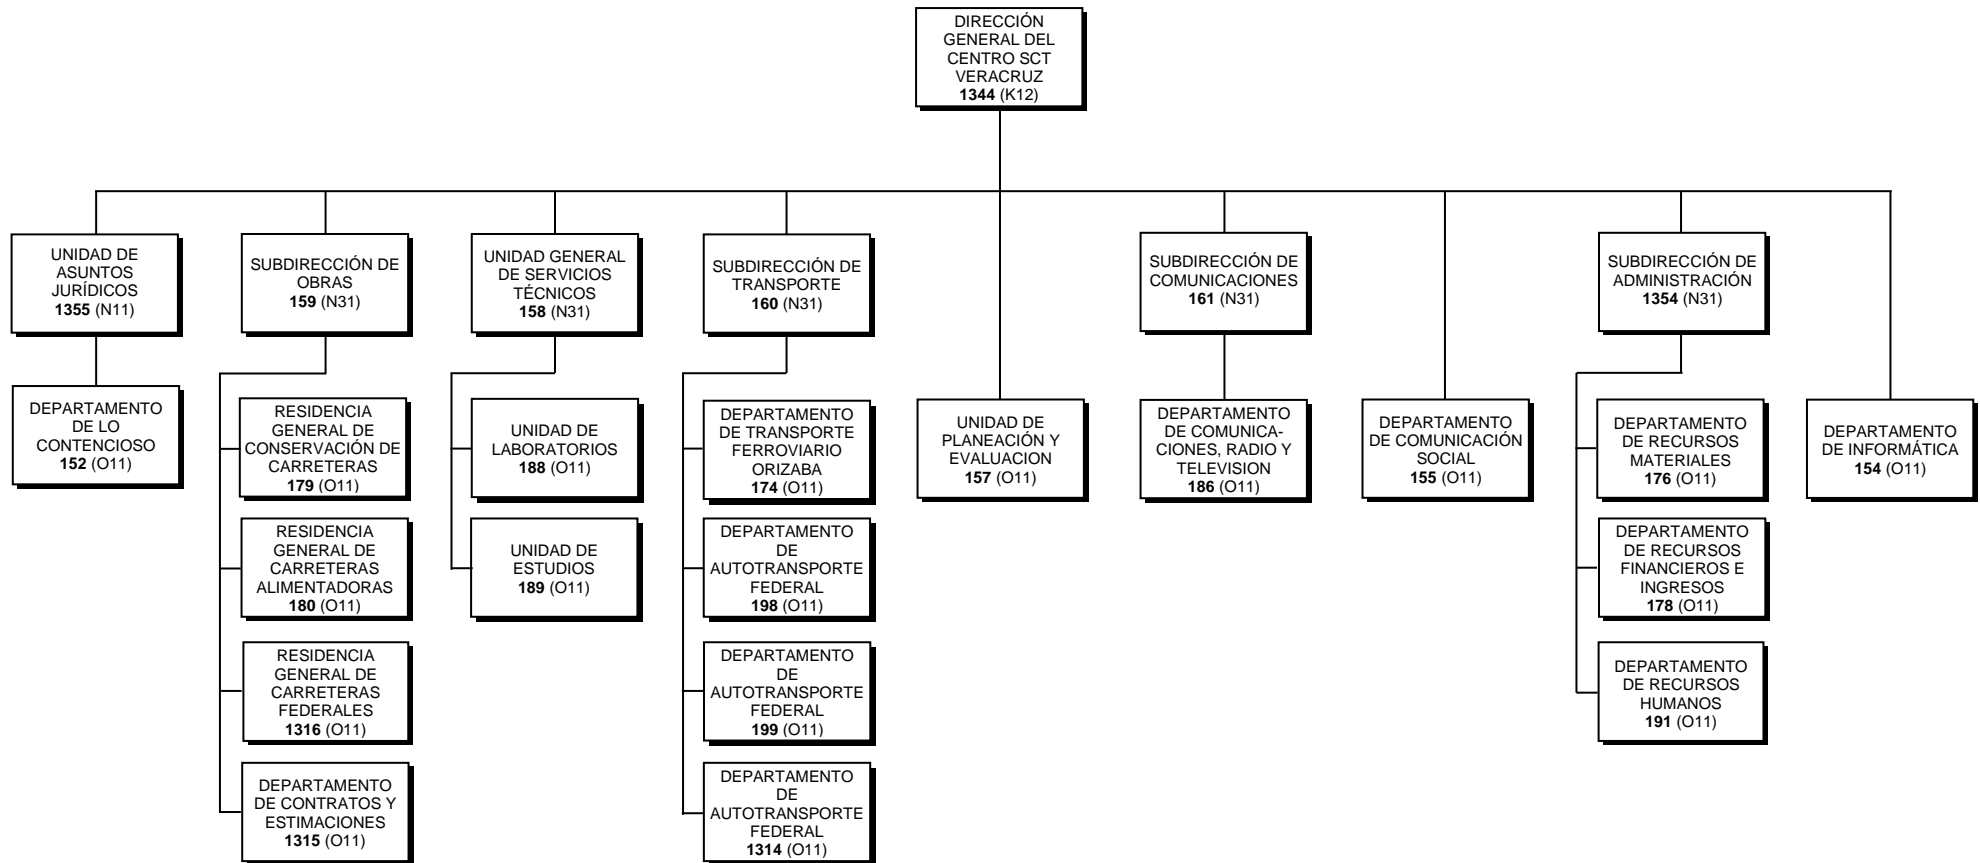 DIRECCIÓN
GENERAL DEL
CENTRO SCT
VERACRUZ
1344 (K12)
UNIDAD DE
ASUNTOS
JURÍDICOS
1355 (N11)
SUBDIRECCIÓN DE
OBRAS
159 (N31)
UNIDAD GENERAL
DE SERVICIOS
TÉCNICOS
158 (N31)
SUBDIRECCIÓN DE
TRANSPORTE
160 (N31)
SUBDIRECCIÓN DE
COMUNICACIONES
161 (N31)
SUBDIRECCIÓN DE
ADMINISTRACIÓN
1354 (N31)
DEPARTAMENTO
DE LO
CONTENCIOSO
152 (O11)
RESIDENCIA
GENERAL DE
CONSERVACIÓN DE
CARRETERAS
179 (O11)
UNIDAD DE
LABORATORIOS
188 (O11)
DEPARTAMENTO
DE TRANSPORTE
FERROVIARIO
ORIZABA
174 (O11)
UNIDAD DE
PLANEACIÓN Y
EVALUACION
157 (O11)
DEPARTAMENTO
DE COMUNICA-
CIONES, RADIO Y
TELEVISION
186 (O11)
DEPARTAMENTO
DE COMUNICACIÓN
SOCIAL
155 (O11)
DEPARTAMENTO
DE RECURSOS
MATERIALES
176 (O11)
DEPARTAMENTO
DE INFORMÁTICA
154 (O11)
RESIDENCIA
GENERAL DE
CARRETERAS
ALIMENTADORAS
180 (O11)
UNIDAD DE
ESTUDIOS
189 (O11)
DEPARTAMENTO
DE
AUTOTRANSPORTE
FEDERAL
198 (O11)
DEPARTAMENTO
DE RECURSOS
FINANCIEROS E
INGRESOS
178 (O11)
RESIDENCIA
GENERAL DE
CARRETERAS
FEDERALES
1316 (O11)
DEPARTAMENTO
DE
AUTOTRANSPORTE
FEDERAL
199 (O11)
DEPARTAMENTO
DE RECURSOS
HUMANOS
191 (O11)
DEPARTAMENTO
DE CONTRATOS Y
ESTIMACIONES
1315 (O11)
DEPARTAMENTO
DE
AUTOTRANSPORTE
FEDERAL
1314 (O11)